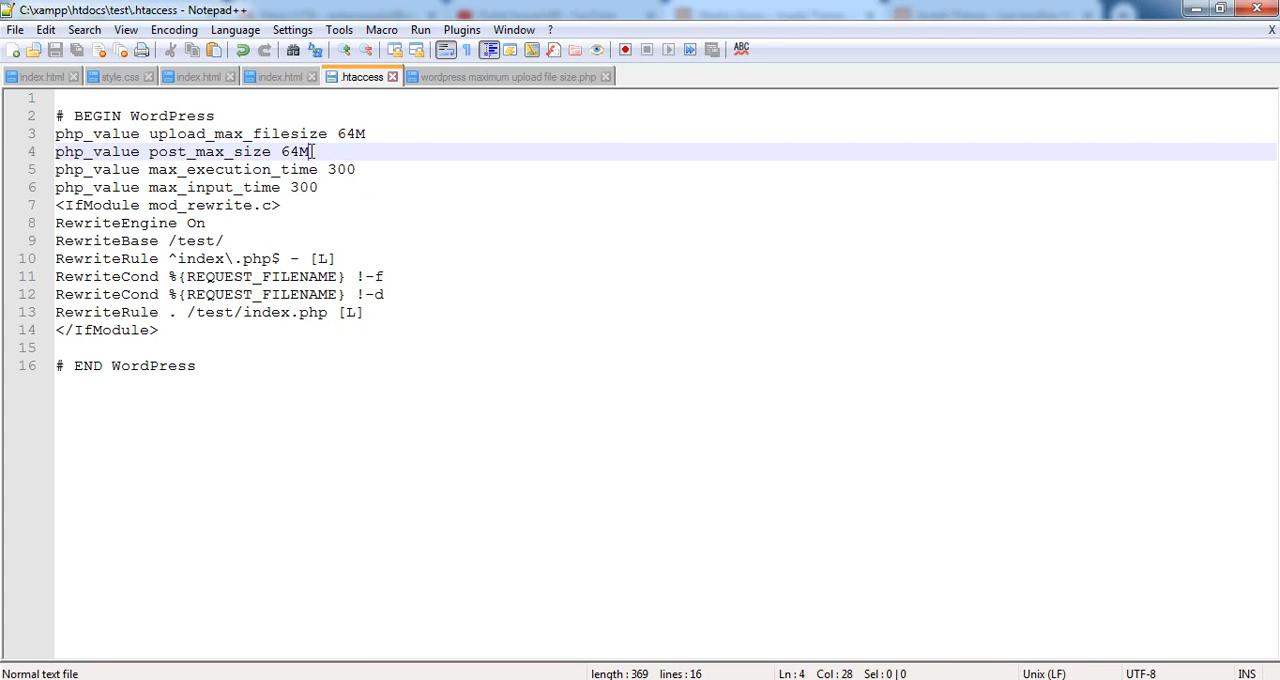 C:\xampp\htdocs\test\.htaccess - Notepad++
File Edit Search View Encoding Language Settings Tools Macro Run Plugins Window ? X
index.html style.css index.html index.html .htaccess wordpress maximum upload file size.php
1
2 # BEGIN WordPress
3 php_value upload_max_filesize 64M
4 php_value post_max_size 64M
5 php_value max_execution_time 300
6 php_value max_input_time 300
7 <IfModule mod_rewrite.c>
8 RewriteEngine On
9 RewriteBase /test/
10 RewriteRule ^index\.php$ - [L]
11 RewriteCond %{REQUEST_FILENAME} !-f
12 RewriteCond %{REQUEST_FILENAME} !-d
13 RewriteRule . /test/index.php [L]
14 </IfModule>
15
16 # END WordPress
Normal text file length : 369 lines : 16 Ln : 4 Col : 28 Sel : 0 | 0 Unix (LF) UTF-8 INS